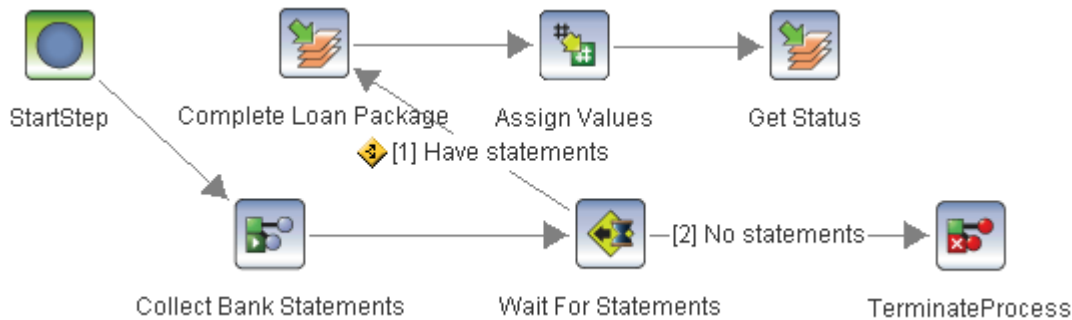 StartStep
Complete Loan Package
Assign Values
Get Status
[1] Have statements
[2] No statements
Collect Bank Statements
Wait For Statements
TerminateProcess